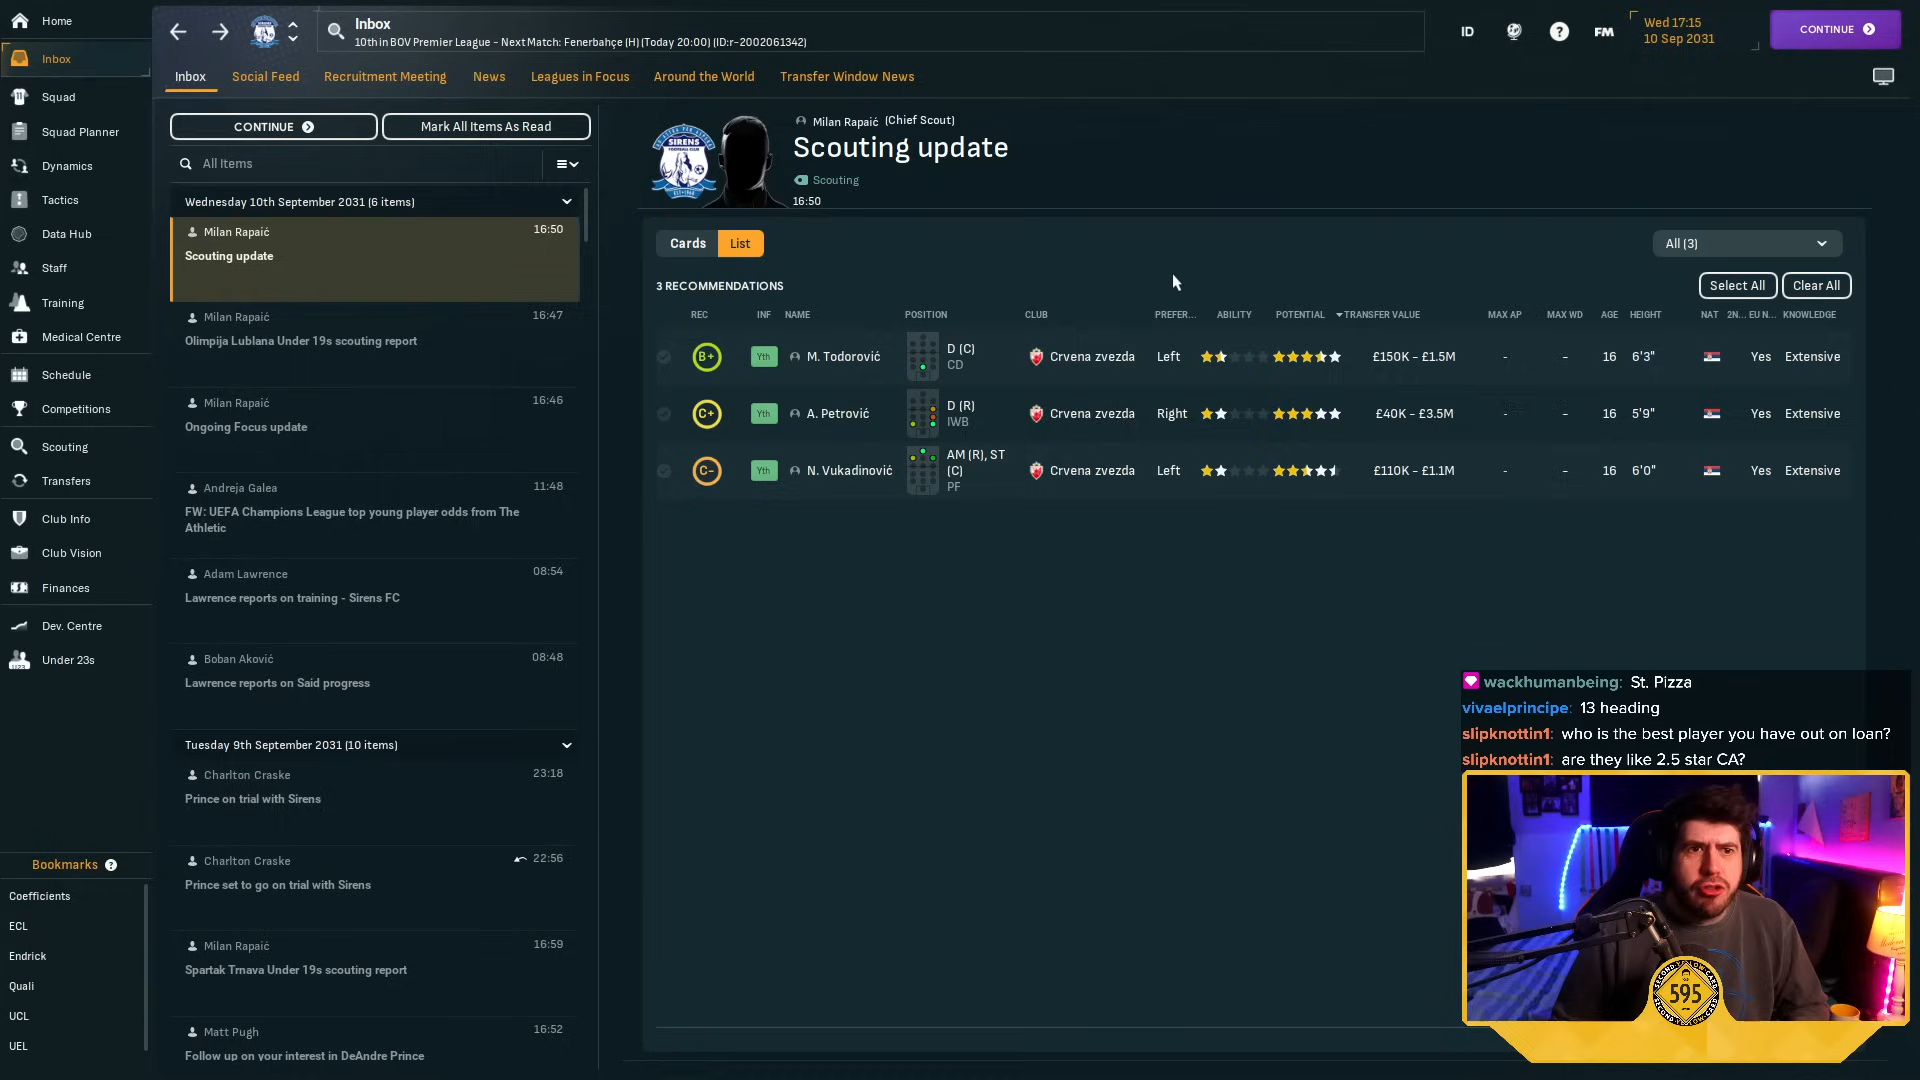 Home
Inbox
Squad
Squad Planner
Dynamics
Tactics
Data Hub
Staff
Training
Medical Centre
Schedule
Competitions
Scouting
Transfers
Club Info
Club Vision
Finances
Dev. Centre
Under 23s
Bookmarks ?
Coefficients
ECL
Endrick
Quali
UCL
UEL
Inbox
10th in BOV Premier League - Next Match: Fenerbahçe (H) (Today 20:00) (ID:r-2002061342)
ID
?
FM
Wed 17:15
10 Sep 2031
CONTINUE
Inbox
Social Feed
Recruitment Meeting
News
Leagues in Focus
Around the World
Transfer Window News
CONTINUE
Mark All Items As Read
All Items
Wednesday 10th September 2031 (6 items)
Milan Rapaić 16:50
Scouting update
Milan Rapaić 16:47
Olimpija Lublana Under 19s scouting report
Milan Rapaić 16:46
Ongoing Focus update
Andreja Galea 11:48
FW: UEFA Champions League top young player odds from The
Athletic
Adam Lawrence 08:54
Lawrence reports on training - Sirens FC
Boban Aković 08:48
Lawrence reports on Said progress
Tuesday 9th September 2031 (10 items)
Charlton Craske 23:18
Prince on trial with Sirens
Charlton Craske 22:56
Prince set to go on trial with Sirens
Milan Rapaić 16:59
Spartak Trnava Under 19s scouting report
Matt Pugh 16:52
Follow up on your interest in DeAndre Prince
SIRENS
Milan Rapaić (Chief Scout)
Scouting update
Scouting
16:50
Cards
List
All (3)
3 RECOMMENDATIONS
Select All
Clear All
REC INF NAME POSITION CLUB PREFER... ABILITY POTENTIAL TRANSFER VALUE MAX AP MAX WD AGE HEIGHT NAT 2N... EU N... KNOWLEDGE
B+ Yth M. Todorović D (C) Crvena zvezda Left £150K - £1.5M - - 16 6'3" Yes Extensive
CD
C+ Yth A. Petrović D (R) Crvena zvezda Right £40K - £3.5M - - 16 5'9" Yes Extensive
IWB
C- Yth N. Vukadinović AM (R), ST Crvena zvezda Left £110K - £1.1M - - 16 6'0" Yes Extensive
(C)
PF
wackhumanbeing: St. Pizza
vivaelprincipe: 13 heading
slipknottin1: who is the best player you have out on loan?
slipknottin1: are they like 2.5 star CA?
SECOND YELLOW CARD
595